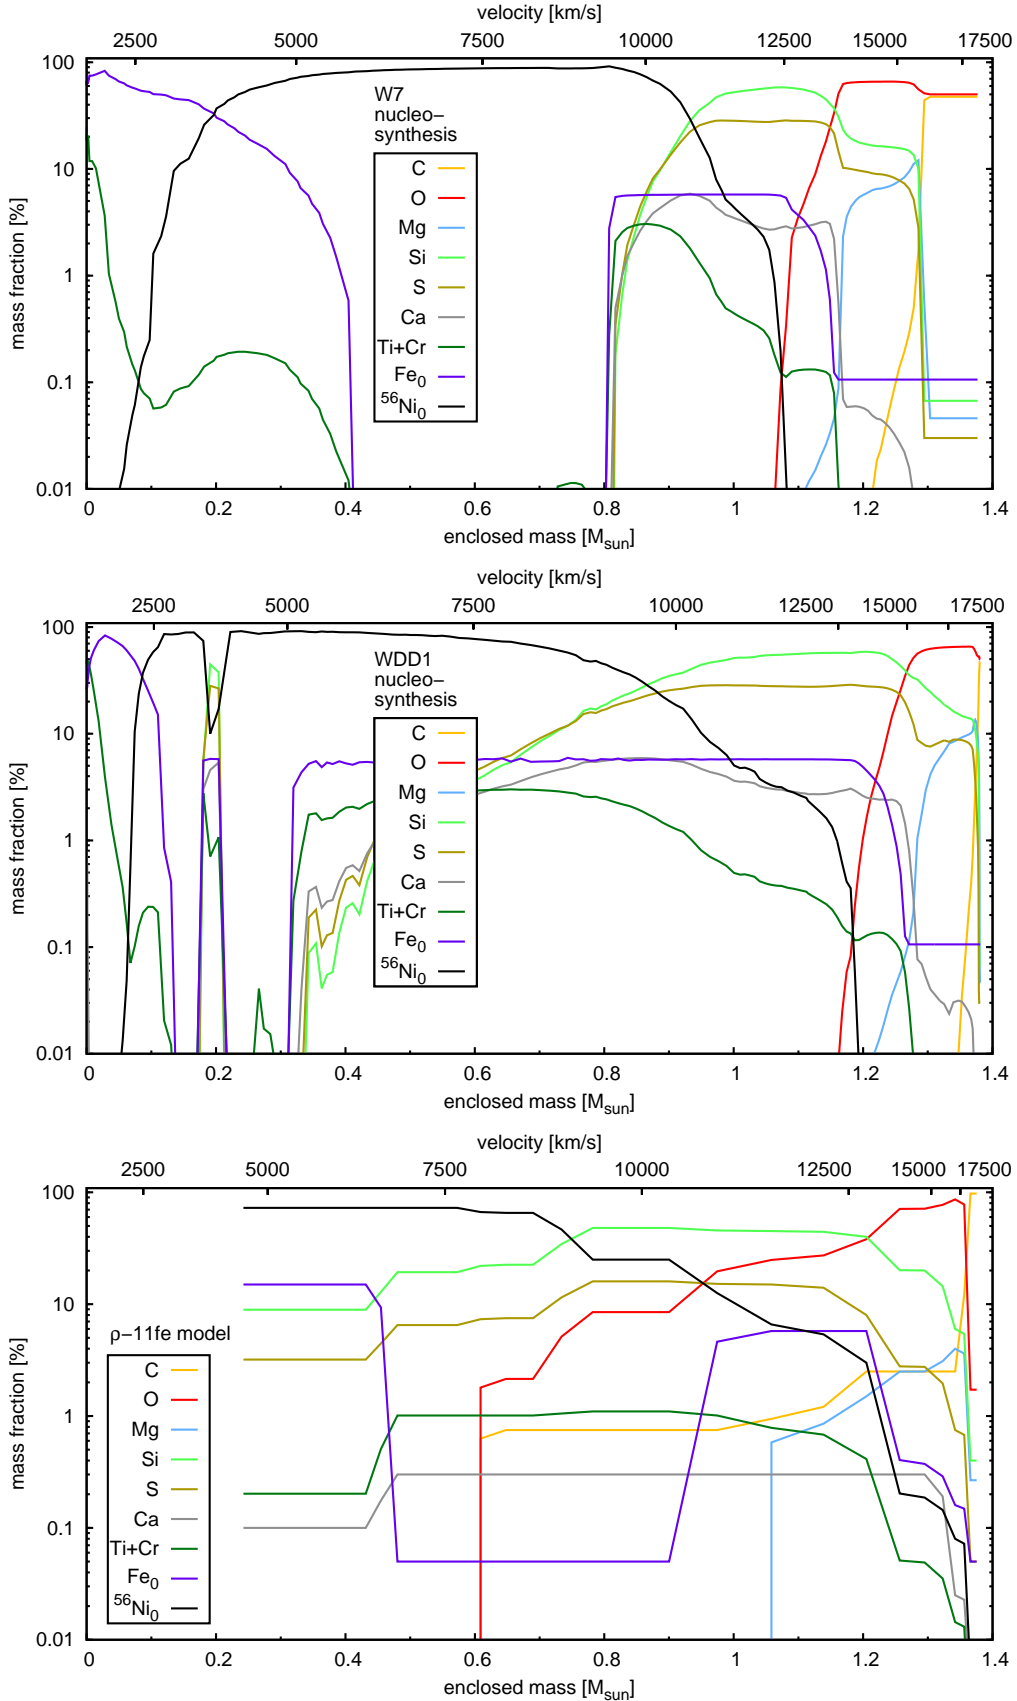 velocity [km/s]
2500 5000 7500 10000 12500 15000 17500
100
10
1
0.1
0.01
mass fraction [%]
W7
nucleo−
synthesis
C
O
Mg
Si
S
Ca
Ti+Cr
Fe0
56Ni0
0 0.2 0.4 0.6 0.8 1 1.2 1.4
enclosed mass [Msun]
velocity [km/s]
2500 5000 7500 10000 12500 15000 17500
100
10
1
0.1
0.01
mass fraction [%]
WDD1
nucleo−
synthesis
C
O
Mg
Si
S
Ca
Ti+Cr
Fe0
56Ni0
0 0.2 0.4 0.6 0.8 1 1.2 1.4
enclosed mass [Msun]
velocity [km/s]
2500 5000 7500 10000 12500 15000 17500
100
10
1
0.1
0.01
mass fraction [%]
ρ−11fe model
C
O
Mg
Si
S
Ca
Ti+Cr
Fe0
56Ni0
0 0.2 0.4 0.6 0.8 1 1.2 1.4
enclosed mass [Msun]